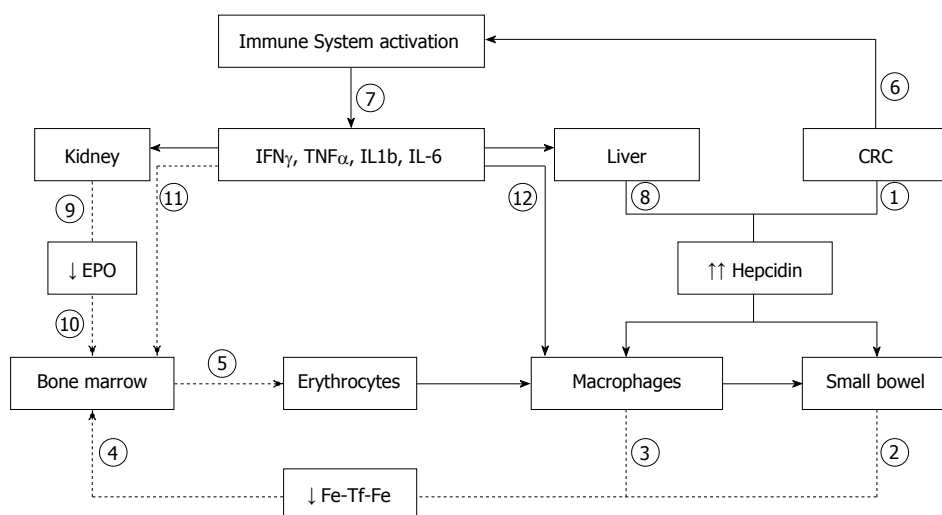 Immune System activation
7
6
Kidney
IFNγ, TNFα, IL1b, IL-6
Liver
CRC
9
11
12
8
1
↓ EPO
↑↑ Hepcidin
10
5
Bone marrow
Erythrocytes
Macrophages
Small bowel
4
3
2
↓ Fe-Tf-Fe